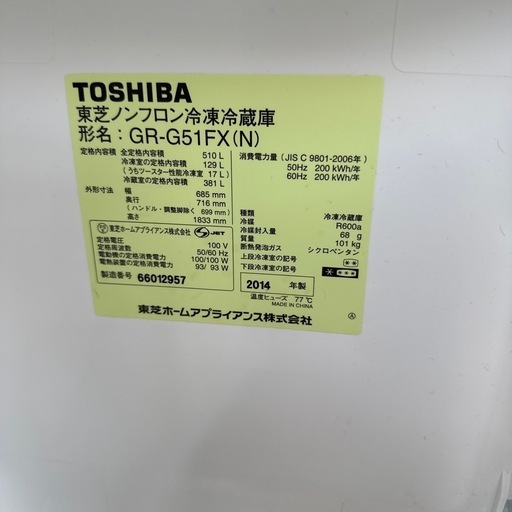 TOSHIBA
東芝ノンフロン冷凍冷蔵庫
形名：GR-G51FX(N)
定格内容積 全定格内容積 510 L
冷凍室の定格内容積 129 L
(うちツースター性能冷凍室 17 L)
冷蔵室の定格内容積 381 L
外形寸法 幅 685 mm
奥行 716 mm
(ハンドル・調整脚除く 699 mm)
高さ 1833 mm
東芝ホームアプライアンス株式会社 S JET
定格電圧 100 V
定格周波数 50/60 Hz
電動機の定格消費電力 100/100 W
電熱装置の定格消費電力 93/ 93 W
製造番号 66012957
消費電力量 (JIS C 9801-2006年)
50Hz 200 kWh/年
60Hz 200 kWh/年
種類 冷凍冷蔵庫
冷媒 R600a
冷媒封入量 68 g
質量 101 kg
断熱発泡ガス シクロペンタン
上段冷凍室の記号 **
下段冷凍室の記号 * ***
2014 年製
温度ヒューズ 77℃
MADE IN CHINA
東芝ホームアプライアンス株式会社
Ⓐ